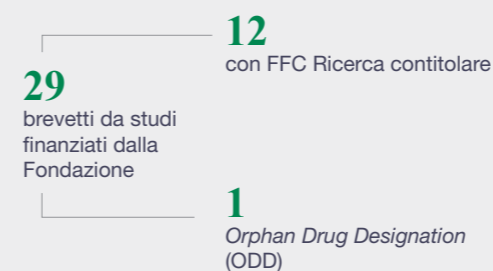 29
brevetti da studi
finanziati dalla
Fondazione
12
con FFC Ricerca contitolare
1
Orphan Drug Designation
(ODD)